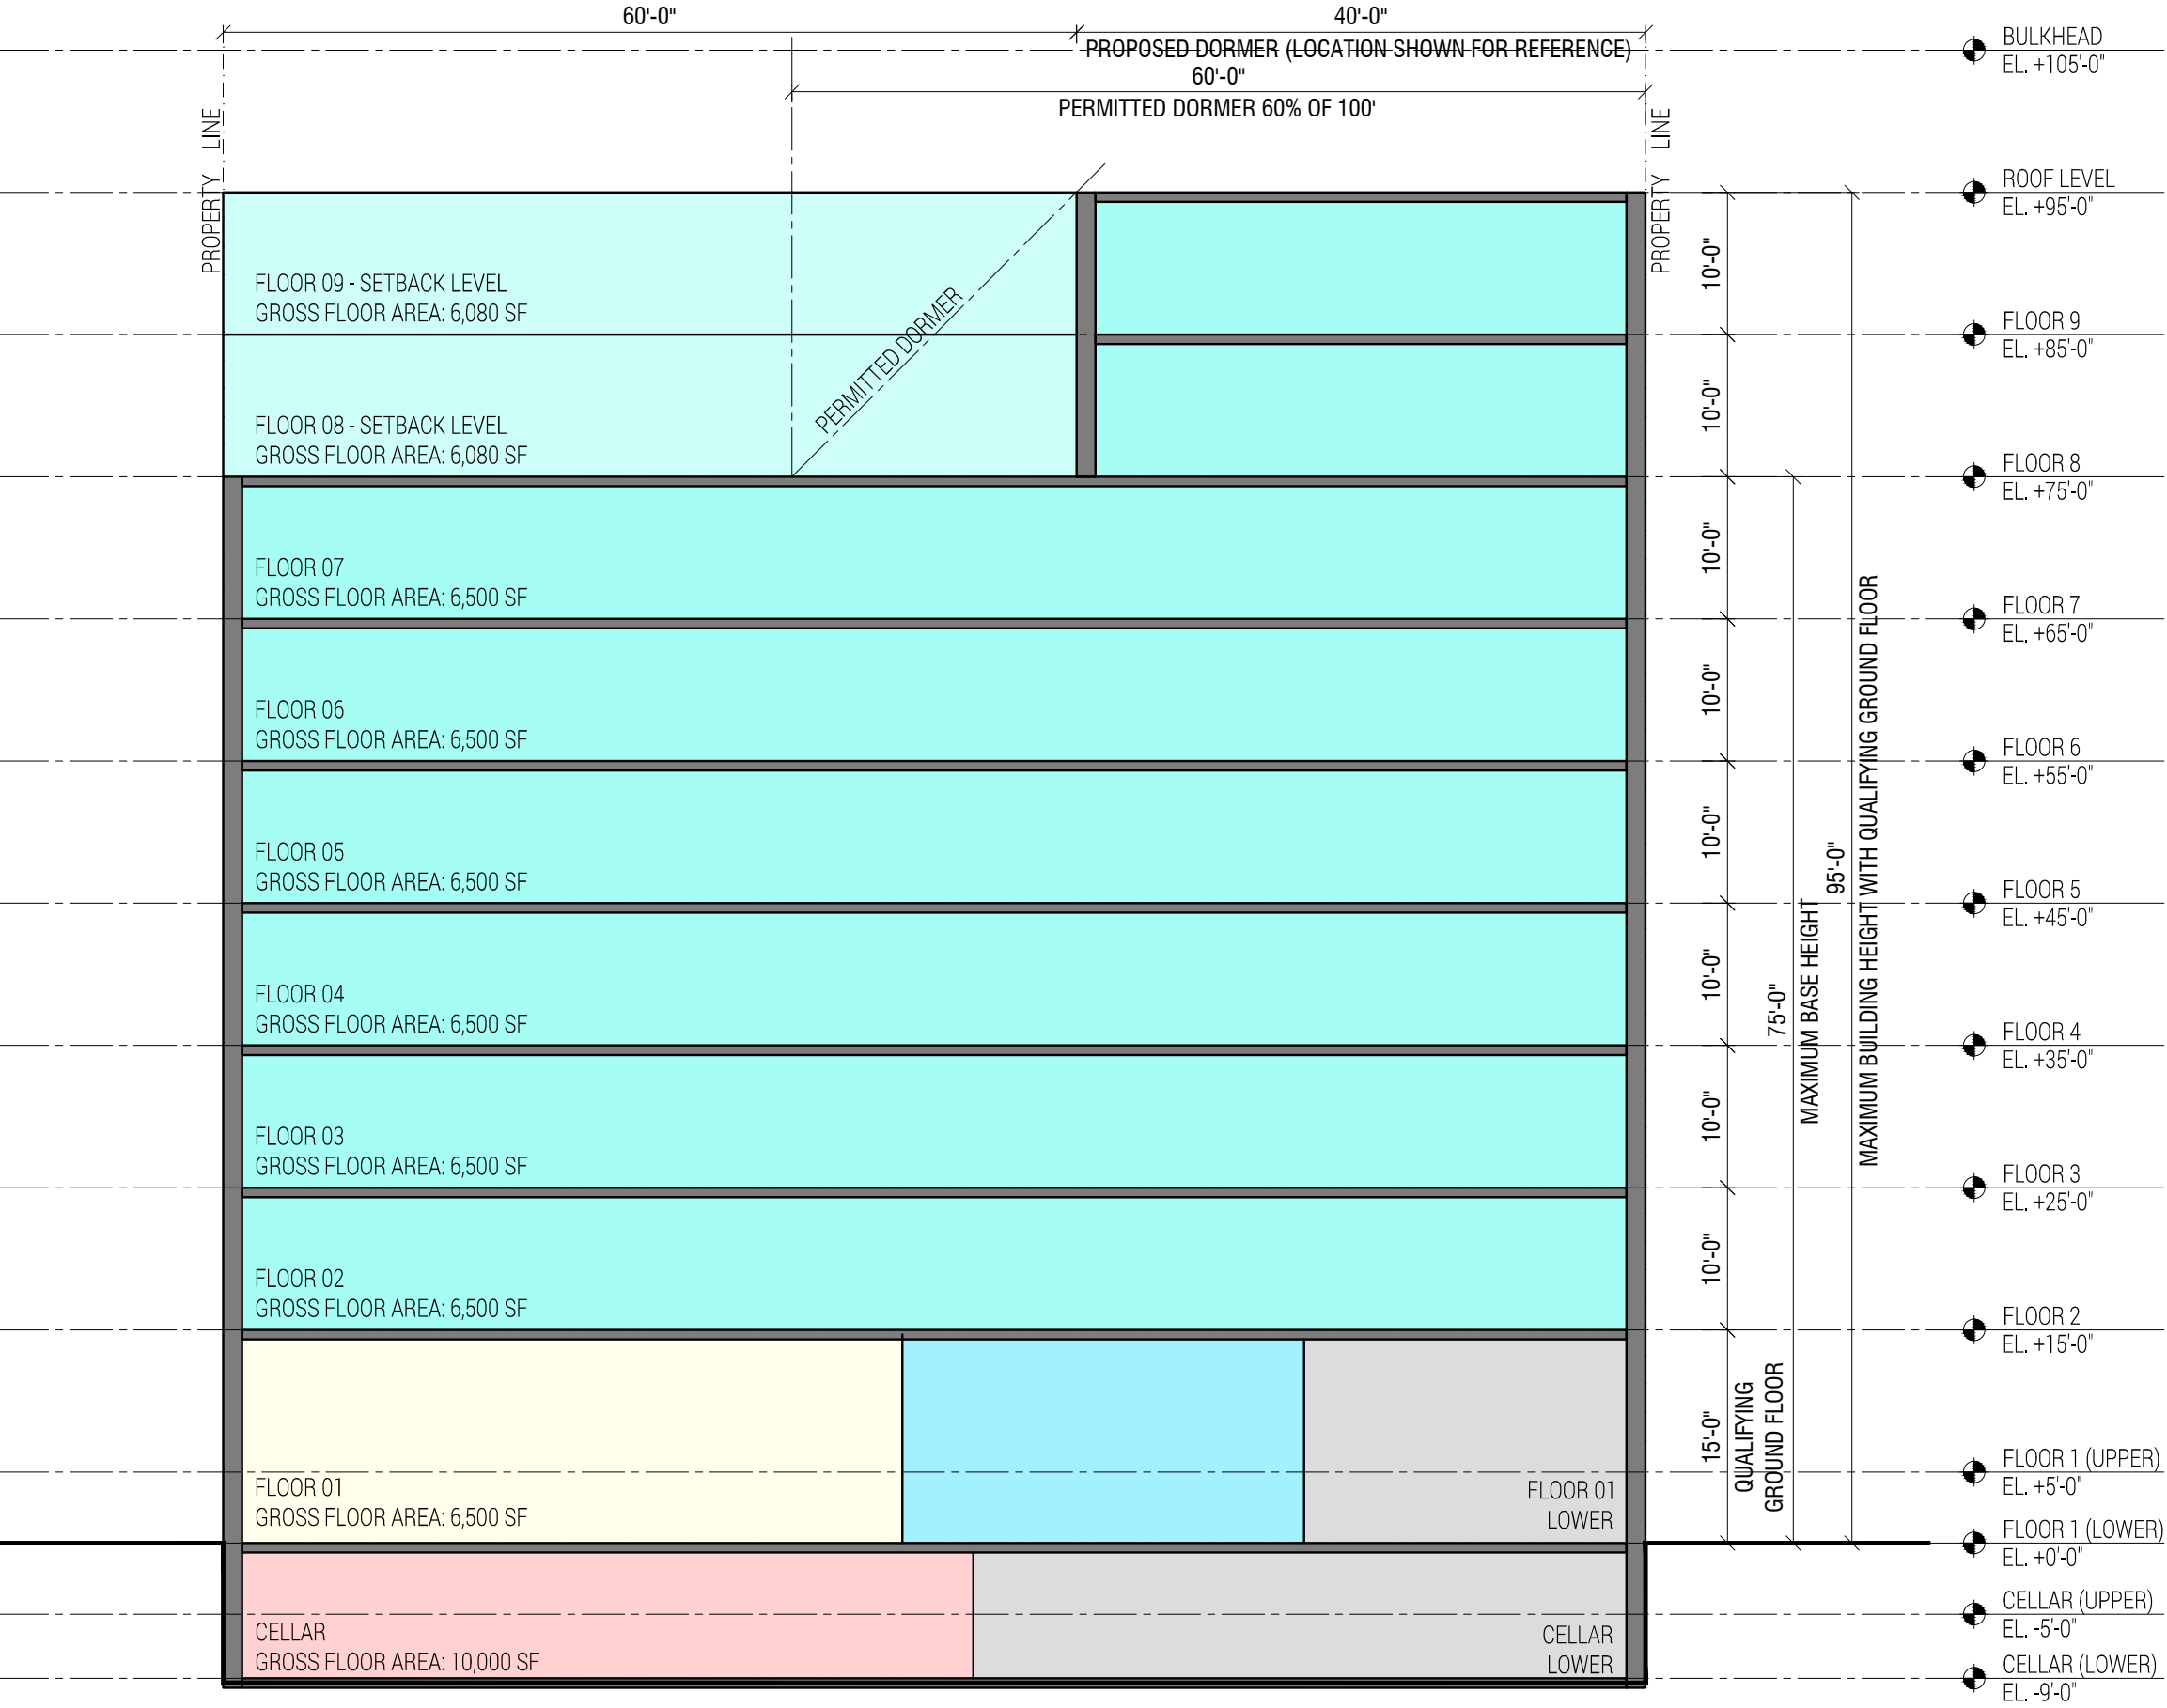 60'-0"
40'-0"
PROPOSED DORMER (LOCATION SHOWN FOR REFERENCE)
60'-0"
PERMITTED DORMER 60% OF 100'
PROPERTY LINE
PROPERTY LINE
BULKHEAD
EL. +105'-0"
ROOF LEVEL
EL. +95'-0"
FLOOR 09 - SETBACK LEVEL
GROSS FLOOR AREA: 6,080 SF
10'-0"
FLOOR 9
EL. +85'-0"
PERMITTED DORMER
FLOOR 08 - SETBACK LEVEL
GROSS FLOOR AREA: 6,080 SF
10'-0"
FLOOR 8
EL. +75'-0"
FLOOR 07
GROSS FLOOR AREA: 6,500 SF
10'-0"
FLOOR 7
EL. +65'-0"
FLOOR 06
GROSS FLOOR AREA: 6,500 SF
10'-0"
FLOOR 6
EL. +55'-0"
FLOOR 05
GROSS FLOOR AREA: 6,500 SF
10'-0"
95'-0"
MAXIMUM BUILDING HEIGHT WITH QUALIFYING GROUND FLOOR
FLOOR 5
EL. +45'-0"
FLOOR 04
GROSS FLOOR AREA: 6,500 SF
10'-0"
75'-0"
MAXIMUM BASE HEIGHT
FLOOR 4
EL. +35'-0"
FLOOR 03
GROSS FLOOR AREA: 6,500 SF
10'-0"
FLOOR 3
EL. +25'-0"
FLOOR 02
GROSS FLOOR AREA: 6,500 SF
10'-0"
FLOOR 2
EL. +15'-0"
FLOOR 01
GROSS FLOOR AREA: 6,500 SF
FLOOR 01
LOWER
15'-0"
QUALIFYING
GROUND FLOOR
FLOOR 1 (UPPER)
EL. +5'-0"
FLOOR 1 (LOWER)
EL. +0'-0"
CELLAR
GROSS FLOOR AREA: 10,000 SF
CELLAR
LOWER
CELLAR (UPPER)
EL. -5'-0"
CELLAR (LOWER)
EL. -9'-0"